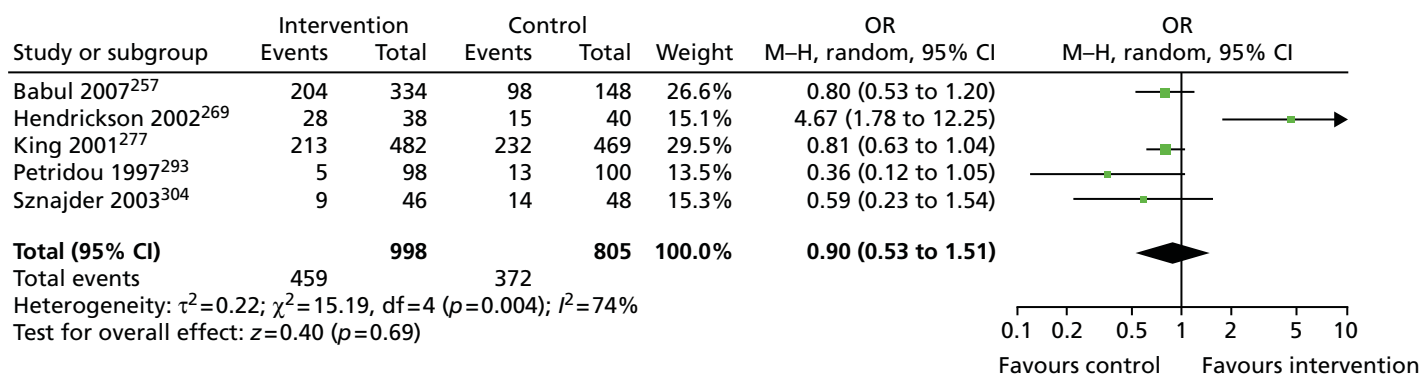 Intervention Control OR OR
Study or subgroup Events Total Events Total Weight M–H, random, 95% CI M–H, random, 95% CI
Babul 2007257 204 334 98 148 26.6% 0.80 (0.53 to 1.20)
Hendrickson 2002269 28 38 15 40 15.1% 4.67 (1.78 to 12.25)
King 2001277 213 482 232 469 29.5% 0.81 (0.63 to 1.04)
Petridou 1997293 5 98 13 100 13.5% 0.36 (0.12 to 1.05)
Sznajder 2003304 9 46 14 48 15.3% 0.59 (0.23 to 1.54)
Total (95% CI) 998 805 100.0% 0.90 (0.53 to 1.51)
Total events 459 372
Heterogeneity: τ2=0.22; χ2=15.19, df=4 (p=0.004); I2=74%
Test for overall effect: z=0.40 (p=0.69)
0.1 0.2 0.5 1 2 5 10
Favours control Favours intervention